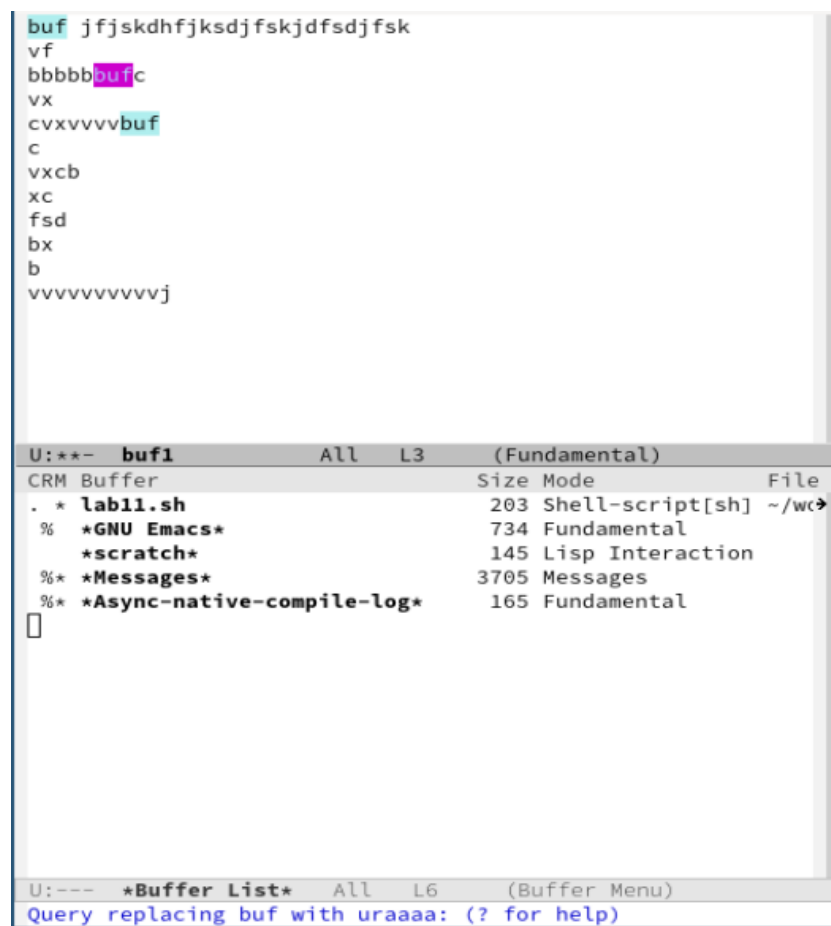 buf jfjskdhfjksdjfskjdfsdjfsk
vf
bbbbbbufc
vx
cvxvvvvbuf
c
vxcb
xc
fsd
bx
b
vvvvvvvvvvj
U:**-  buf1           All   L3     (Fundamental)
CRM Buffer                        Size Mode               File
. * lab11.sh                       203 Shell-script[sh] ~/wc→
 %  *GNU Emacs*                    734 Fundamental
    *scratch*                      145 Lisp Interaction
 %* *Messages*                    3705 Messages
 %* *Async-native-compile-log*     165 Fundamental
U:---  *Buffer List*   All   L6      (Buffer Menu)
Query replacing buf with uraaaa: (? for help)